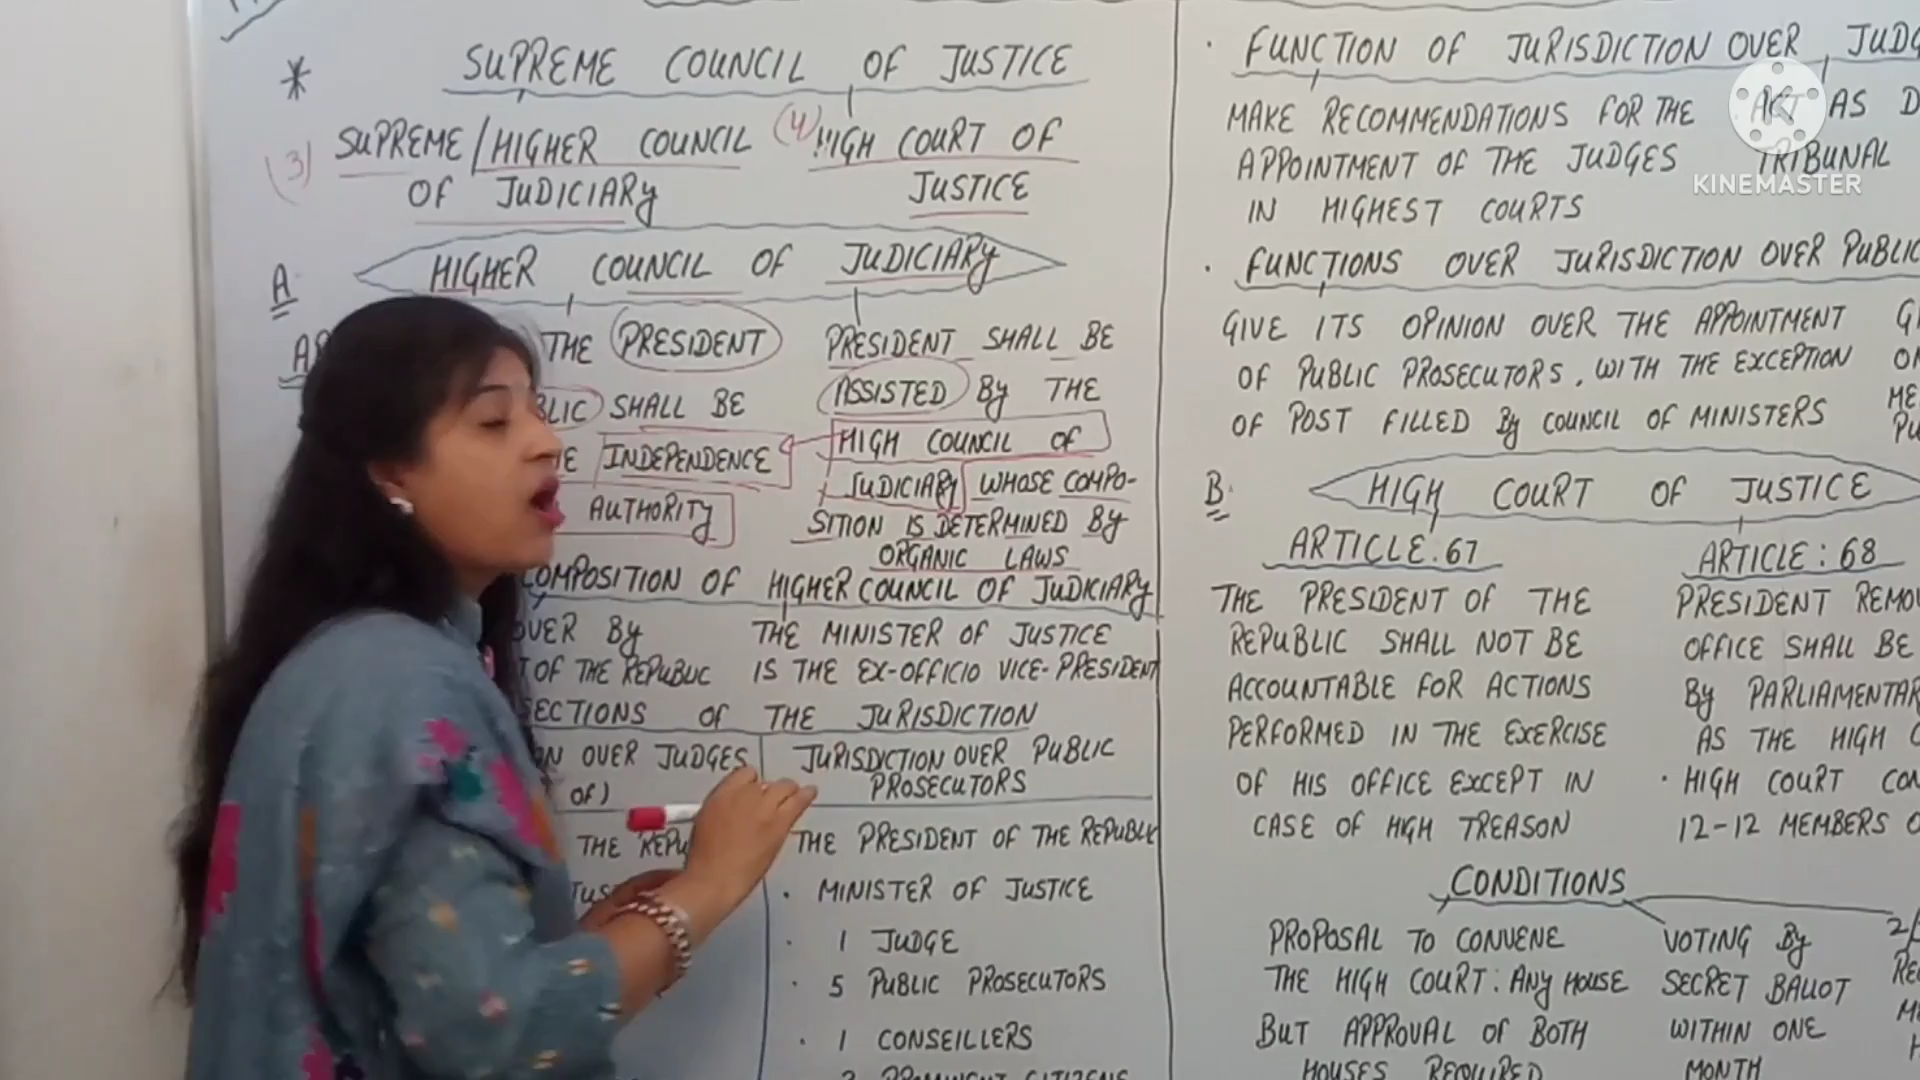 SUPREME COUNCIL OF JUSTICE
(3) SUPREME/HIGHER COUNCIL
OF JUDICIARY
(4) HIGH COURT OF
JUSTICE
A. HIGHER COUNCIL OF JUDICIARY
THE PRESIDENT
SHALL BE
INDEPENDENCE
AUTHORITY
PRESIDENT SHALL BE
ASSISTED By THE
HIGH COUNCIL OF
JUDICIARY WHOSE COMPO-
SITION IS DETERMINED By
ORGANIC LAWS
COMPOSITION OF HIGHER COUNCIL OF JUDICIARY
OVER By
OF THE REPUBLIC
THE MINISTER OF JUSTICE
IS THE EX-OFFICIO VICE-PRESIDENT
SECTIONS OF THE JURISDICTION
OVER JUDGES
OF)
THE
JURISDICTION OVER PUBLIC
PROSECUTORS
THE PRESIDENT OF THE REPUBLIC
· MINISTER OF JUSTICE
· 1 JUDGE
· 5 PUBLIC PROSECUTORS
· 1 CONSEILLERS
PROMINENT CITIZENS
· FUNCTION OF JURISDICTION OVER
MAKE RECOMMENDATIONS FOR THE
APPOINTMENT OF THE JUDGES
IN HIGHEST COURTS
ACT AS
TRIBUNAL
KINEMASTER
· FUNCTIONS OVER JURISDICTION OVER PUBLIC
GIVE ITS OPINION OVER THE APPOINTMENT
OF PUBLIC PROSECUTORS, WITH THE EXCEPTION
OF POST FILLED By COUNCIL OF MINISTERS
B. HIGH COURT OF JUSTICE
ARTICLE. 67
THE PRESIDENT OF THE
REPUBLIC SHALL NOT BE
ACCOUNTABLE FOR ACTIONS
PERFORMED IN THE EXERCISE
OF HIS OFFICE EXCEPT IN
CASE OF HIGH TREASON
ARTICLE: 68
PRESIDENT
OFFICE SHALL BE
By
AS THE HIGH
· HIGH COURT
12-12 MEMBERS
CONDITIONS
PROPOSAL TO CONVENE
THE HIGH COURT: ANY HOUSE
BUT APPROVAL OF BOTH
HOUSES REQUIRED
VOTING By
SECRET BALLOT
WITHIN ONE
MONTH